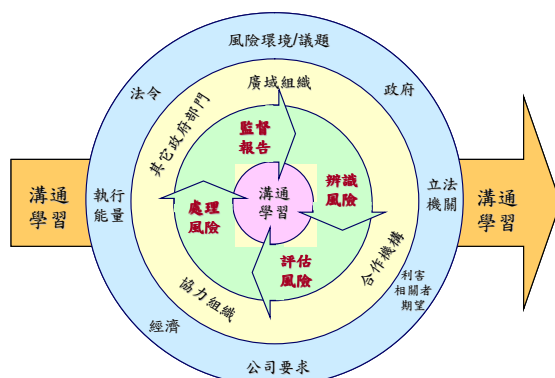 風險環境/議題
法令
政府
廣域組織
其它政府部門
監督
報告
溝通
學習
執行
能量
處理
風險
溝通
學習
辨識
風險
立法
機關
溝通
學習
評估
風險
合作機構
利害
相關者
期望
協力組織
經濟
公司要求